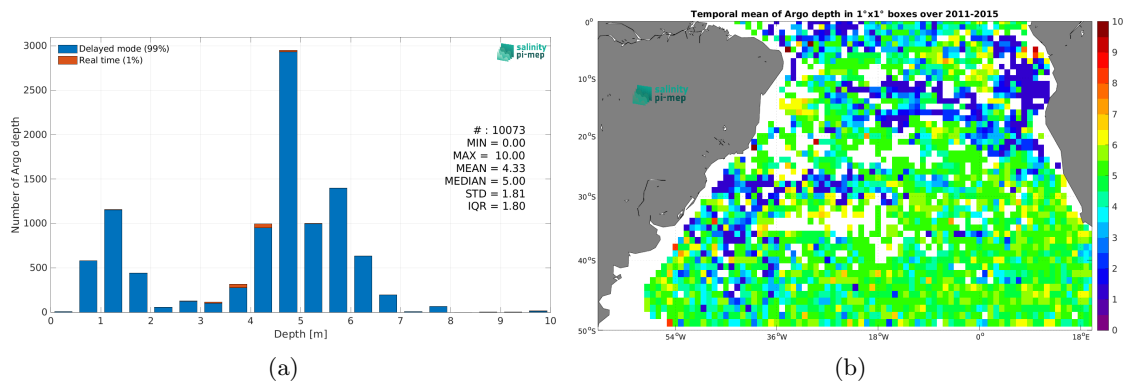 Delayed mode (99%)
Real time (1%)
salinity
pi-mep
# : 10073
MIN = 0.00
MAX = 10.00
MEAN = 4.33
MEDIAN = 5.00
STD = 1.81
IQR = 1.80
Number of Argo depth
3000
2500
2000
1500
1000
500
0
0 1 2 3 4 5 6 7 8 9 10
Depth [m]
(a)
Temporal mean of Argo depth in 1°x1° boxes over 2011-2015
salinity
pi-mep
0°
10°S
20°S
30°S
40°S
50°S
54°W 36°W 18°W 0° 18°E
10
9
8
7
6
5
4
3
2
1
0
(b)